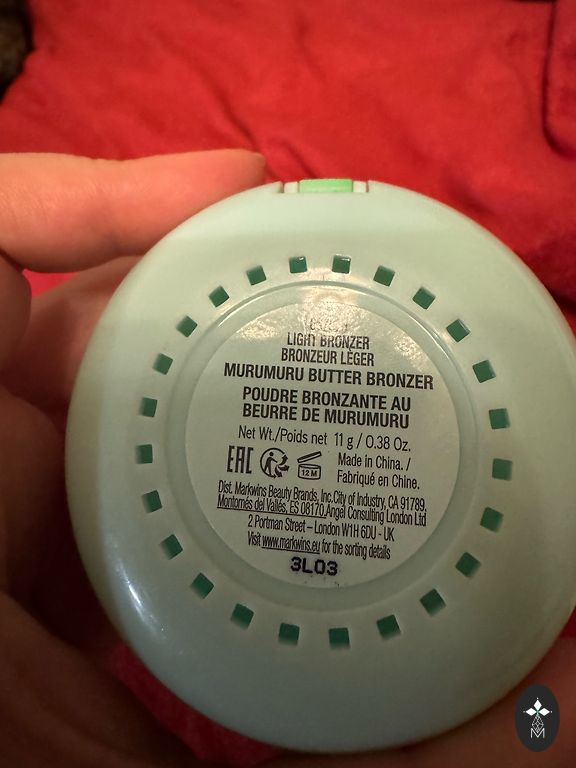 LIGHT BRONZER
BRONZEUR LÉGER
MURUMURU BUTTER BRONZER
POUDRE BRONZANTE AU
BEURRE DE MURUMURU
Net Wt./Poids net 11 g / 0.38 Oz.
EAC 12 M Made in China. /
Fabriqué en Chine.
Dist. Markwins Beauty Brands, Inc.City of Industry, CA 91789.
Montornés del Vallés, ES 08170,Angel Consulting London Ltd
2 Portman Street – London W1H 6DU - UK
Visit www.markwins.eu for the sorting details
3L03
M